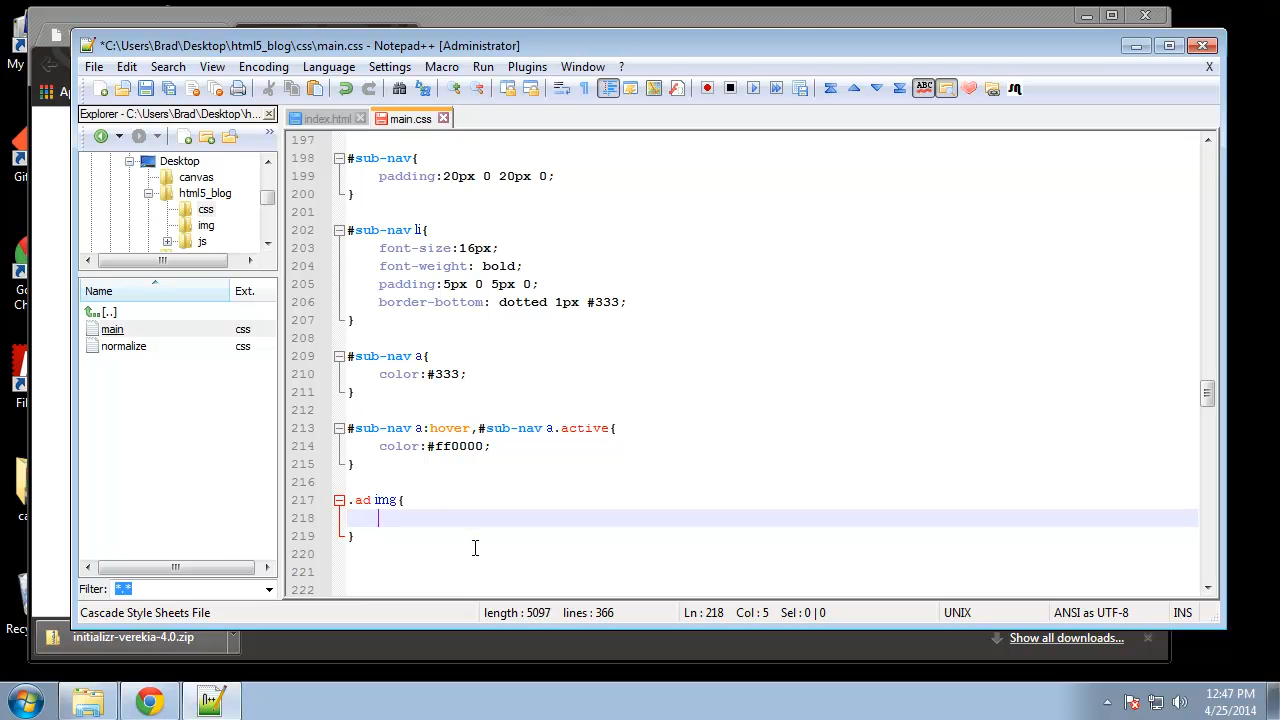 *C:\Users\Brad\Desktop\html5_blog\css\main.css - Notepad++ [Administrator]
File Edit Search View Encoding Language Settings Macro Run Plugins Window ? X
ABC
Explorer - C:\Users\Brad\Desktop\h...
index.html main.css
Desktop
canvas
html5_blog
css
img
js
Name Ext.
[..]
main css
normalize css
Filter: *.*
197
198 #sub-nav{
199 padding:20px 0 20px 0;
200 }
201
202 #sub-nav li{
203 font-size:16px;
204 font-weight: bold;
205 padding:5px 0 5px 0;
206 border-bottom: dotted 1px #333;
207 }
208
209 #sub-nav a{
210 color:#333;
211 }
212
213 #sub-nav a:hover,#sub-nav a.active{
214 color:#ff0000;
215 }
216
217 .ad img{
218
219 }
220
221
222
Cascade Style Sheets File length : 5097 lines : 366 Ln : 218 Col : 5 Sel : 0 | 0 UNIX ANSI as UTF-8 INS
My
Git
Go
Ch
Fil
ca
Recy
initializr-verekia-4.0.zip Show all downloads...
12:47 PM
4/25/2014